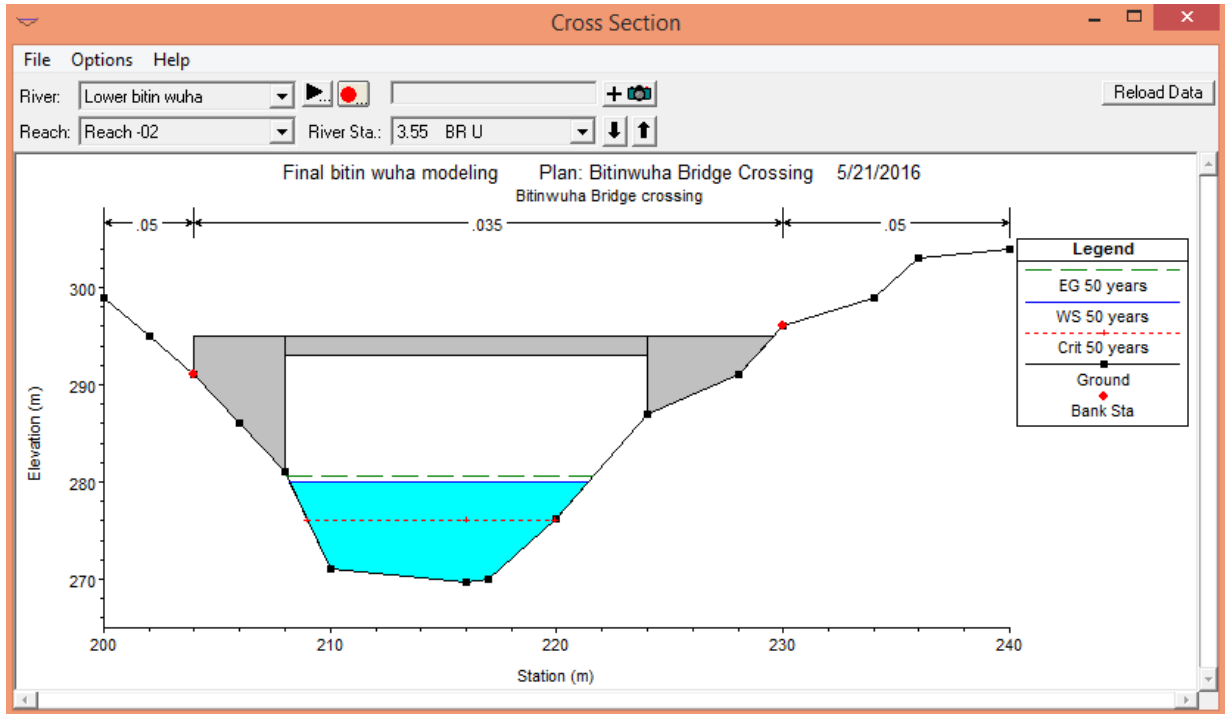 Cross Section
File Options Help
River: Lower bitin wuha Reload Data
Reach: Reach -02 River Sta.: 3.55 BR U
Final bitin wuha modeling Plan: Bitinwuha Bridge Crossing 5/21/2016
Bitinwuha Bridge crossing
.05 .035 .05
Legend
EG 50 years
WS 50 years
Crit 50 years
Ground
Bank Sta
Elevation (m)
300
290
280
270
200 210 220 230 240
Station (m)